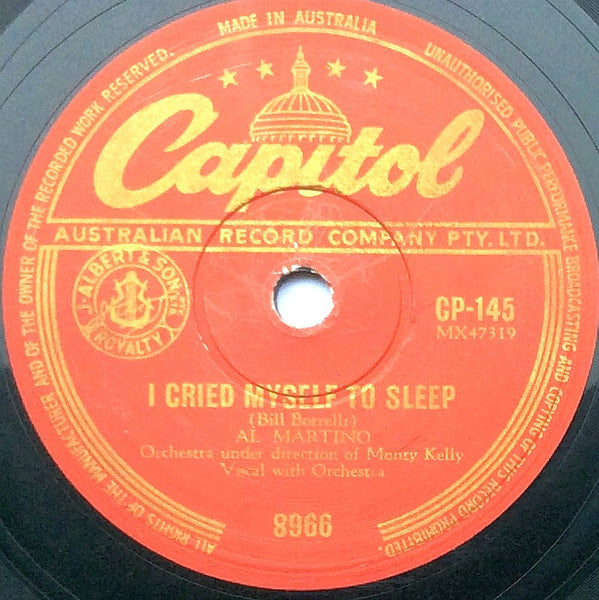 MADE IN AUSTRALIA
ALL RIGHTS OF THE MANUFACTURER AND OF THE OWNER OF THE RECORDED WORK RESERVED.
UNAUTHORISED PUBLIC PERFORMANCE BROADCASTING AND COPYING OF THIS RECORD PROHIBITED.
Capitol
AUSTRALIAN RECORD COMPANY PTY. LTD.
J. ALBERT & SON
ROYALTY
CP-145
MX47319
I CRIED MYSELF TO SLEEP
(Bill Borrelli)
AL MARTINO
Orchestra under direction of Monty Kelly
Vocal with Orchestra
8966